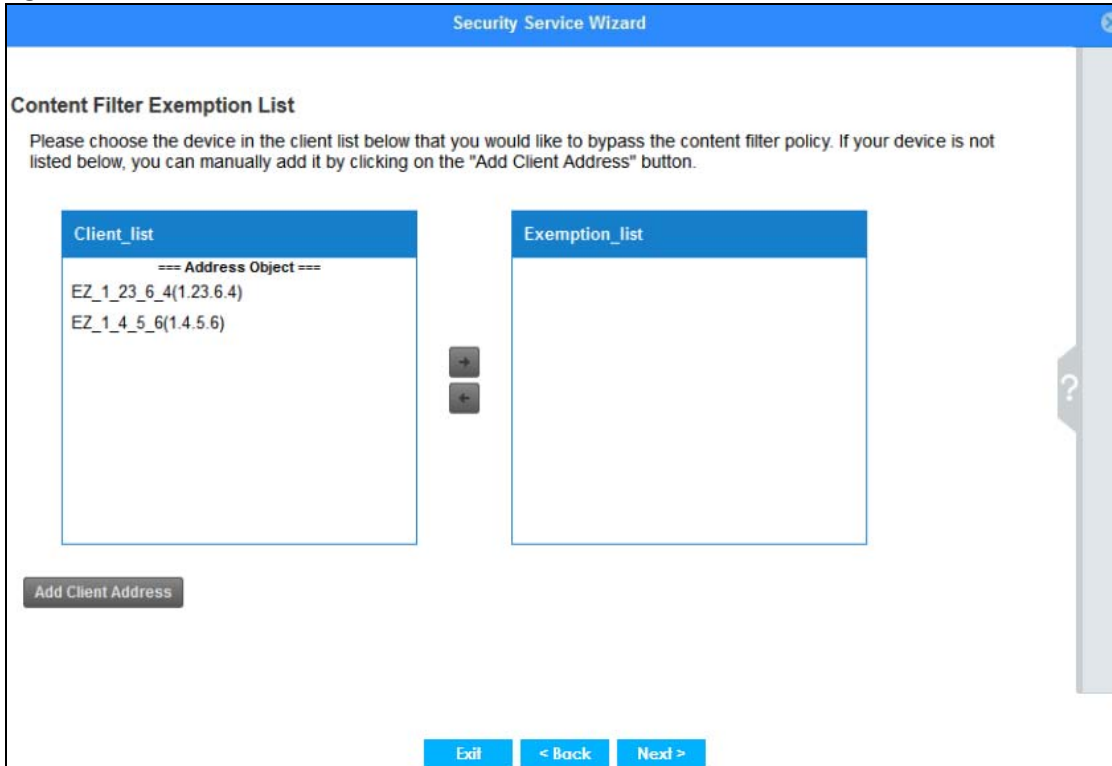 Security Service Wizard
Content Filter Exemption List
Please choose the device in the client list below that you would like to bypass the content filter policy. If your device is not
listed below, you can manually add it by clicking on the "Add Client Address" button.
Client_list
Exemption_list
=== Address Object ===
EZ_1_23_6_4(1.23.6.4)
EZ_1_4_5_6(1.4.5.6)
?
Add Client Address
Exit
< Back
Next >